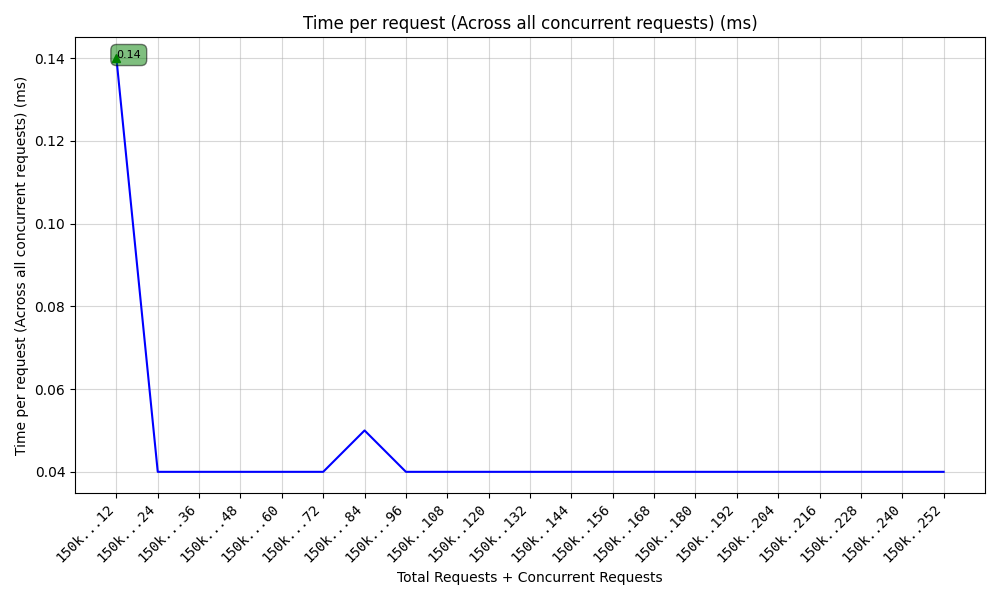 Time per request (Across all concurrent requests) (ms)
Time per request (Across all concurrent requests) (ms)
0.14
0.12
0.10
0.08
0.06
0.04
0.14
150k...12
150k...24
150k...36
150k...48
150k...60
150k...72
150k...84
150k...96
150k..108
150k..120
150k..132
150k..144
150k..156
150k..168
150k..180
150k..192
150k..204
150k..216
150k..228
150k..240
150k..252
Total Requests + Concurrent Requests